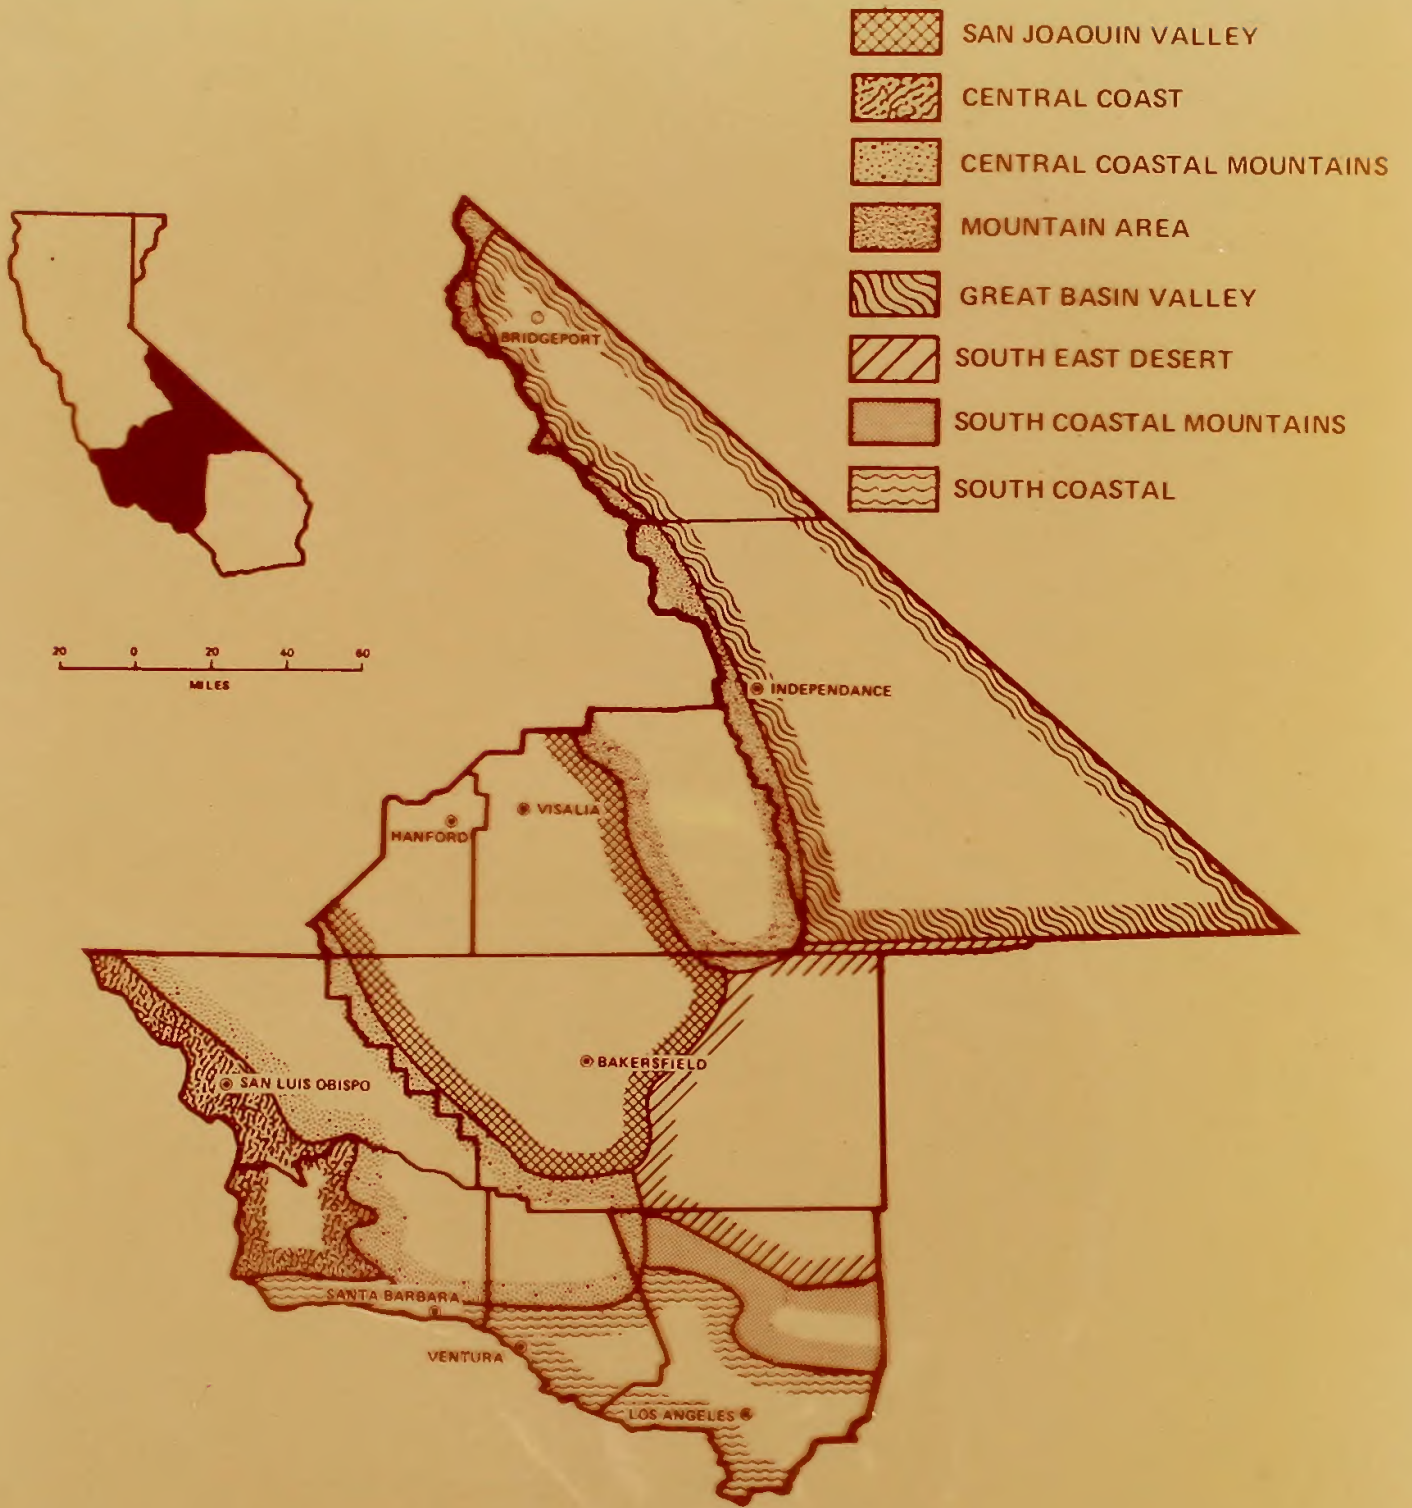 SAN JOAOUIN VALLEY
CENTRAL COAST
CENTRAL COASTAL MOUNTAINS
MOUNTAIN AREA
GREAT BASIN VALLEY
SOUTH EAST DESERT
SOUTH COASTAL MOUNTAINS
SOUTH COASTAL
BRIDGEPORT
20 0 20 40 60
MILES
INDEPENDANCE
VISALIA
HANFORD
BAKERSFIELD
SAN LUIS OBISPO
SANTA BARBARA
VENTURA
LOS ANGELES